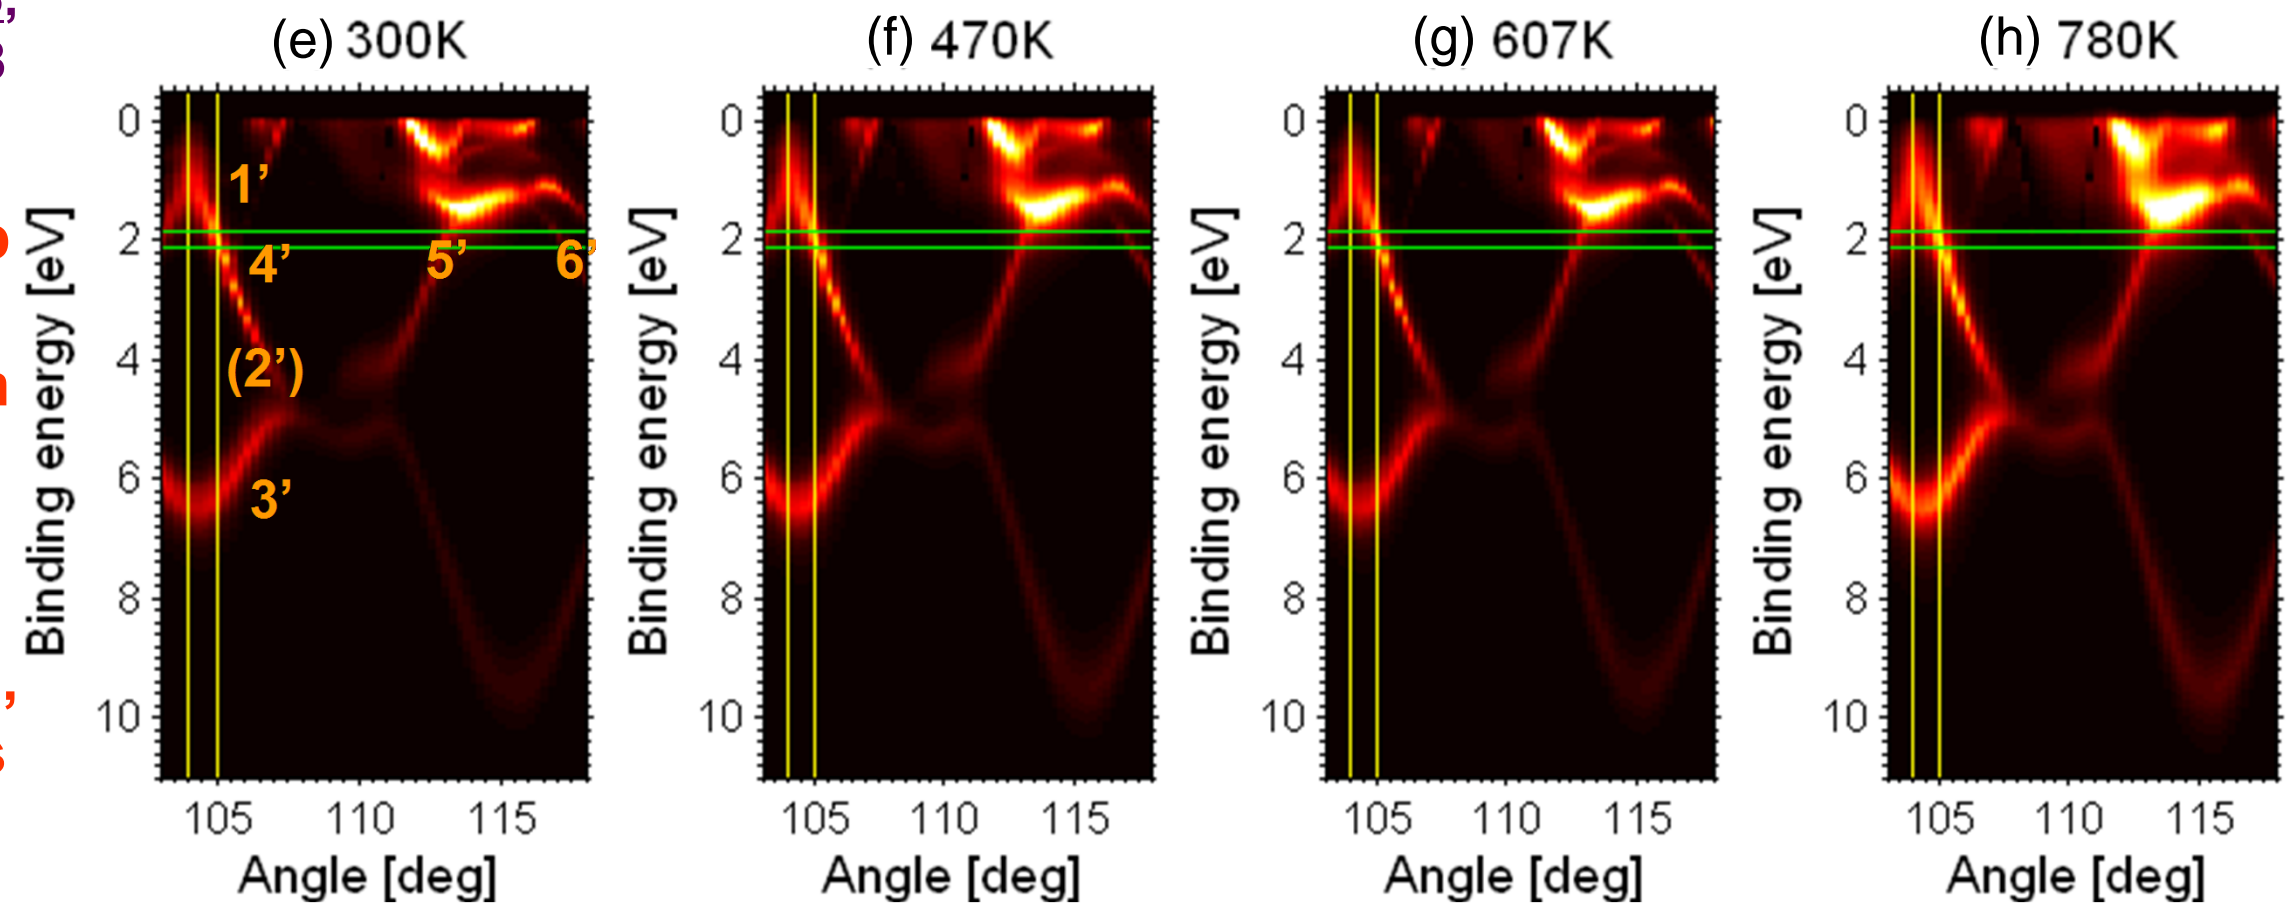 (e) 300K
(f) 470K
(g) 607K
(h) 780K
Binding energy [eV]
0
2
4
6
8
10
1’
4’
5’
6’
(2’)
3’
105 110 115
Angle [deg]
Binding energy [eV]
0
2
4
6
8
10
105 110 115
Angle [deg]
Binding energy [eV]
0
2
4
6
8
10
105 110 115
Angle [deg]
Binding energy [eV]
0
2
4
6
8
10
105 110 115
Angle [deg]